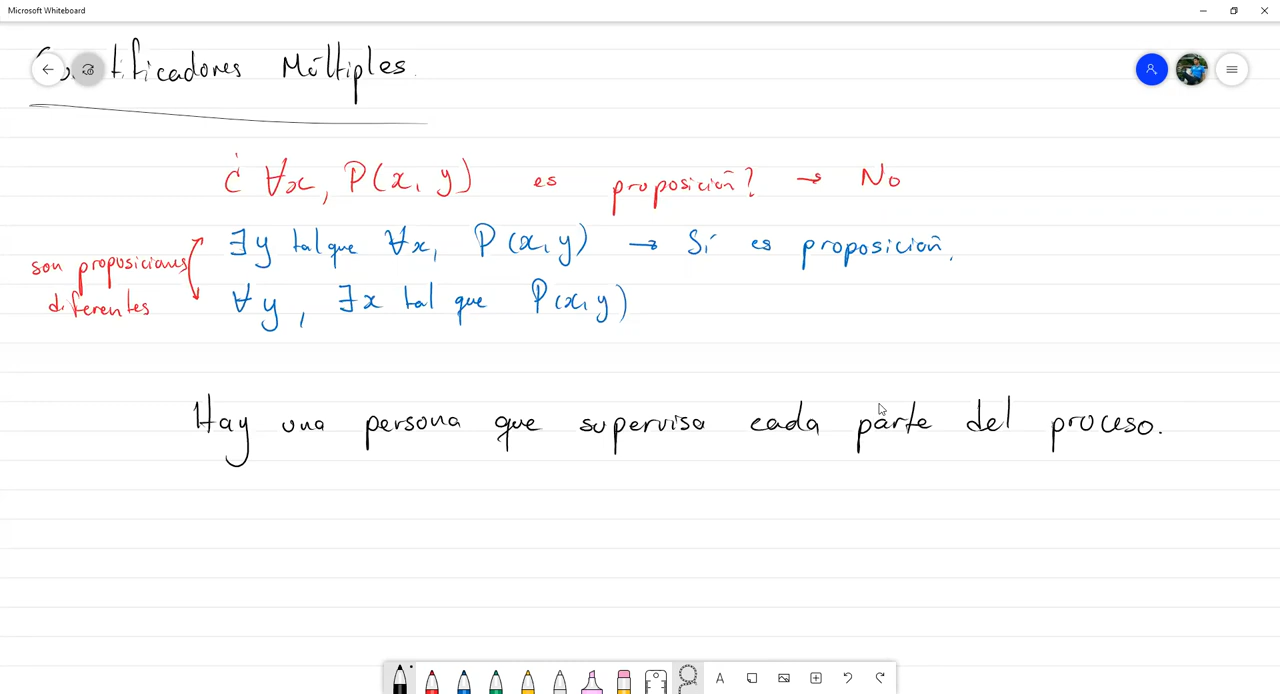 Microsoft Whiteboard
Múltiples.
¿ ∀x, P(x, y) es proposición? → No
∃y tal que ∀x, P(x, y) → Sí es proposición.
son proposiciones
diferentes
∀y, ∃x tal que P(x, y)
Hay una persona que supervisa cada parte del proceso.
A